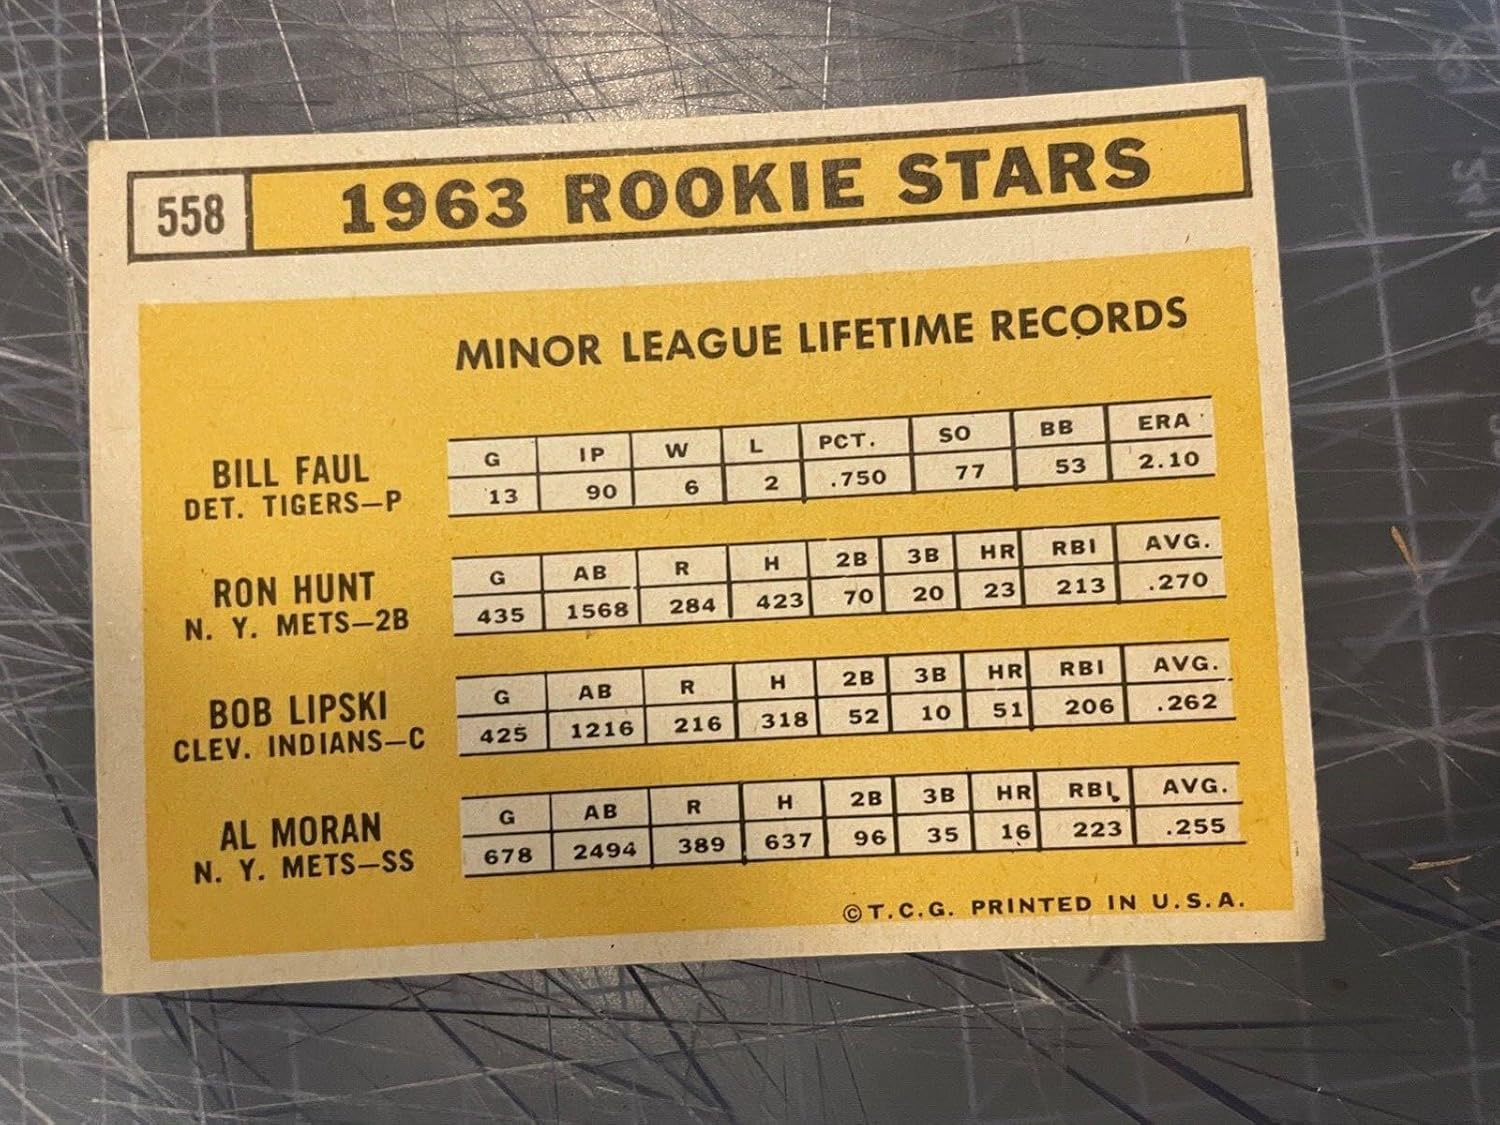 558 1963 ROOKIE STARS
MINOR LEAGUE LIFETIME RECORDS
BILL FAUL
DET. TIGERS—P
G IP W L PCT. SO BB ERA
13 90 6 2 .750 77 53 2.10
RON HUNT
N. Y. METS—2B
G AB R H 2B 3B HR RBI AVG.
435 1568 284 423 70 20 23 213 .270
BOB LIPSKI
CLEV. INDIANS—C
G AB R H 2B 3B HR RBI AVG.
425 1216 216 318 52 10 51 206 .262
AL MORAN
N. Y. METS—SS
G AB R H 2B 3B HR RBI AVG.
678 2494 389 637 96 35 16 223 .255
© T.C.G. PRINTED IN U.S.A.